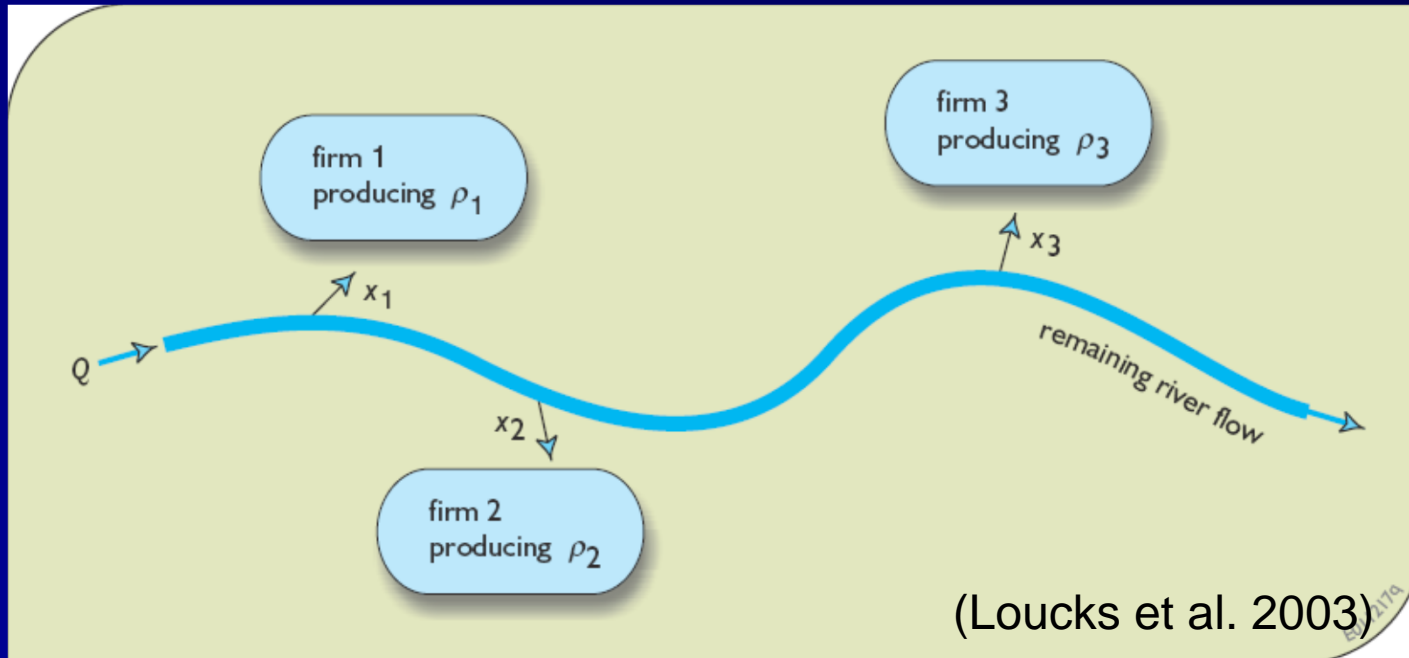 firm 3
producing ρ3
firm 1
producing ρ1
x3
x1
remaining river flow
Q
x2
firm 2
producing ρ2
(Loucks et al. 2003)